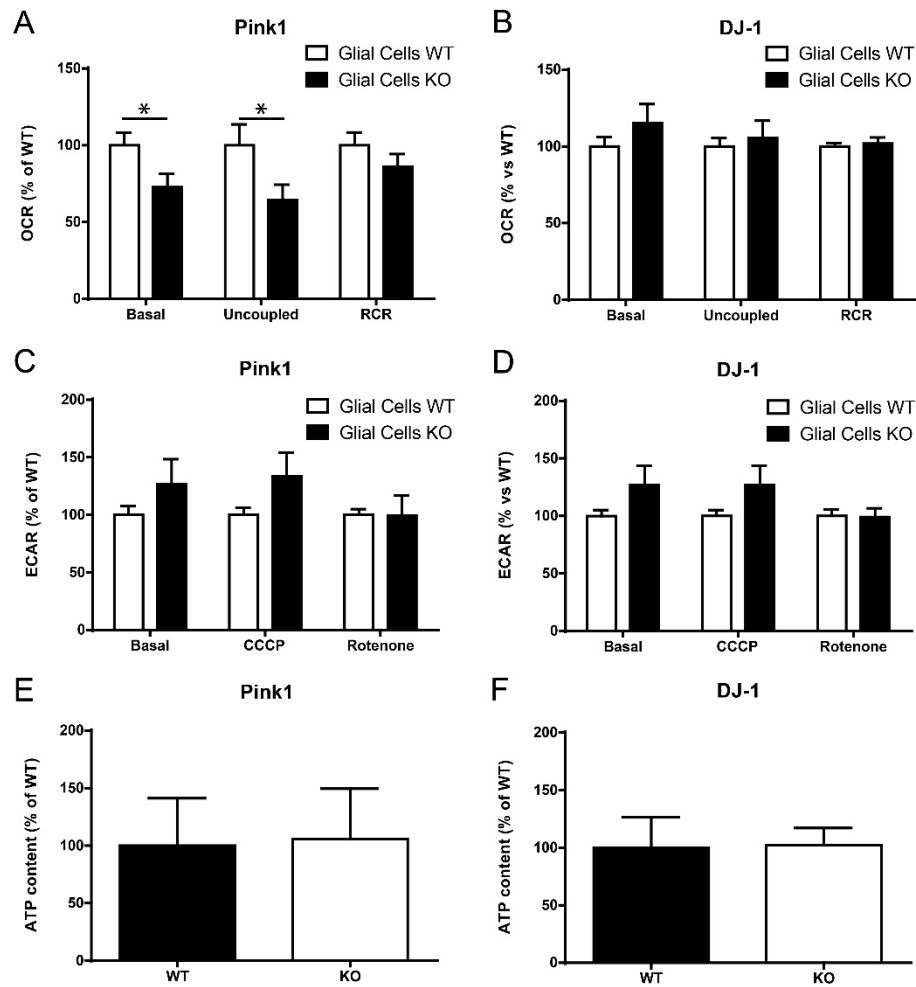 A
Pink1
Glial Cells WT
Glial Cells KO
OCR (% of WT)
150
100
50
0
*
*
Basal
Uncoupled
RCR
B
DJ-1
Glial Cells WT
Glial Cells KO
OCR (% vs WT)
150
100
50
0
Basal
Uncoupled
RCR
C
Pink1
Glial Cells WT
Glial Cells KO
ECAR (% of WT)
200
150
100
50
0
Basal
CCCP
Rotenone
D
DJ-1
Glial Cells WT
Glial Cells KO
ECAR (% vs WT)
200
150
100
50
0
Basal
CCCP
Rotenone
E
Pink1
ATP content (% of WT)
200
150
100
50
0
WT
KO
F
DJ-1
ATP content (% of WT)
200
150
100
50
0
WT
KO